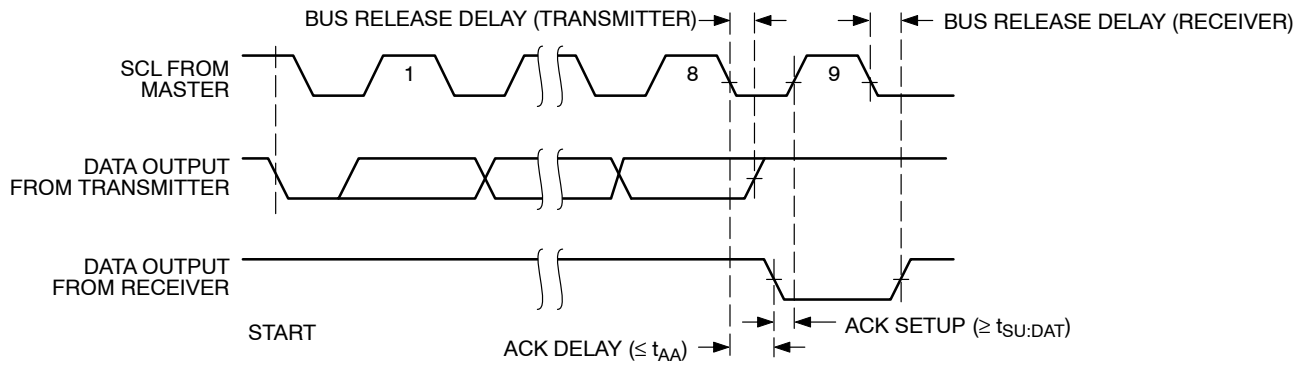 BUS RELEASE DELAY (TRANSMITTER)
BUS RELEASE DELAY (RECEIVER)
SCL FROM
MASTER
1
8
9
DATA OUTPUT
FROM TRANSMITTER
DATA OUTPUT
FROM RECEIVER
START
ACK SETUP (≥ tSU:DAT)
ACK DELAY (≤ tAA)